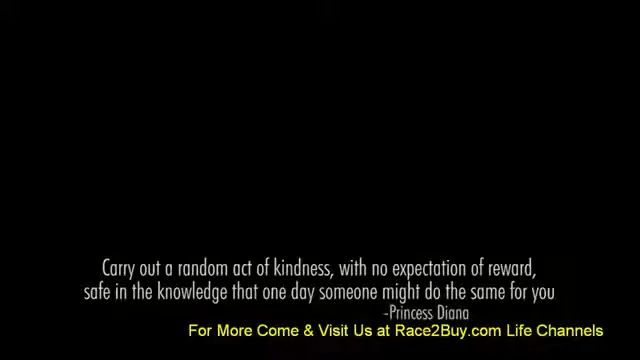 Carry out a random act of kindness, with no expectation of reward,
safe in the knowledge that one day someone might do the same for you
-Princess Diana
For More Come & Visit Us at Race2Buy.com Life Channels